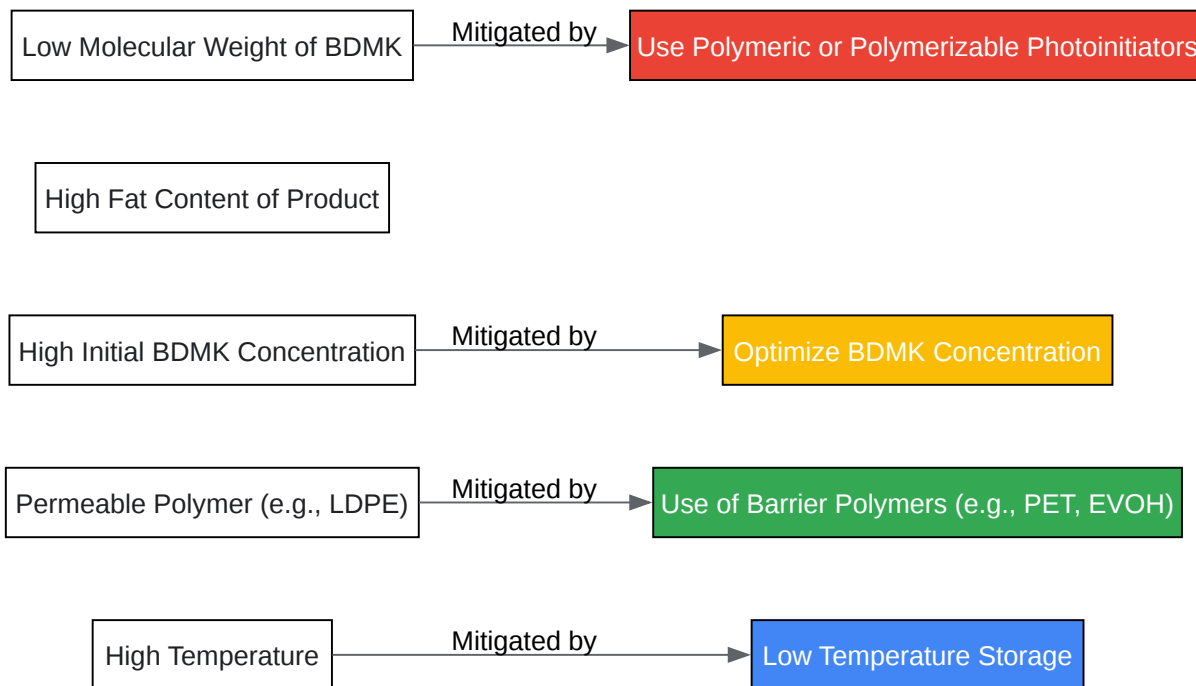 Low Molecular Weight of BDMK
Mitigated by
Use Polymeric or Polymerizable Photoinitiators
High Fat Content of Product
High Initial BDMK Concentration
Mitigated by
Optimize BDMK Concentration
Permeable Polymer (e.g., LDPE)
Mitigated by
Use of Barrier Polymers (e.g., PET, EVOH)
High Temperature
Mitigated by
Low Temperature Storage